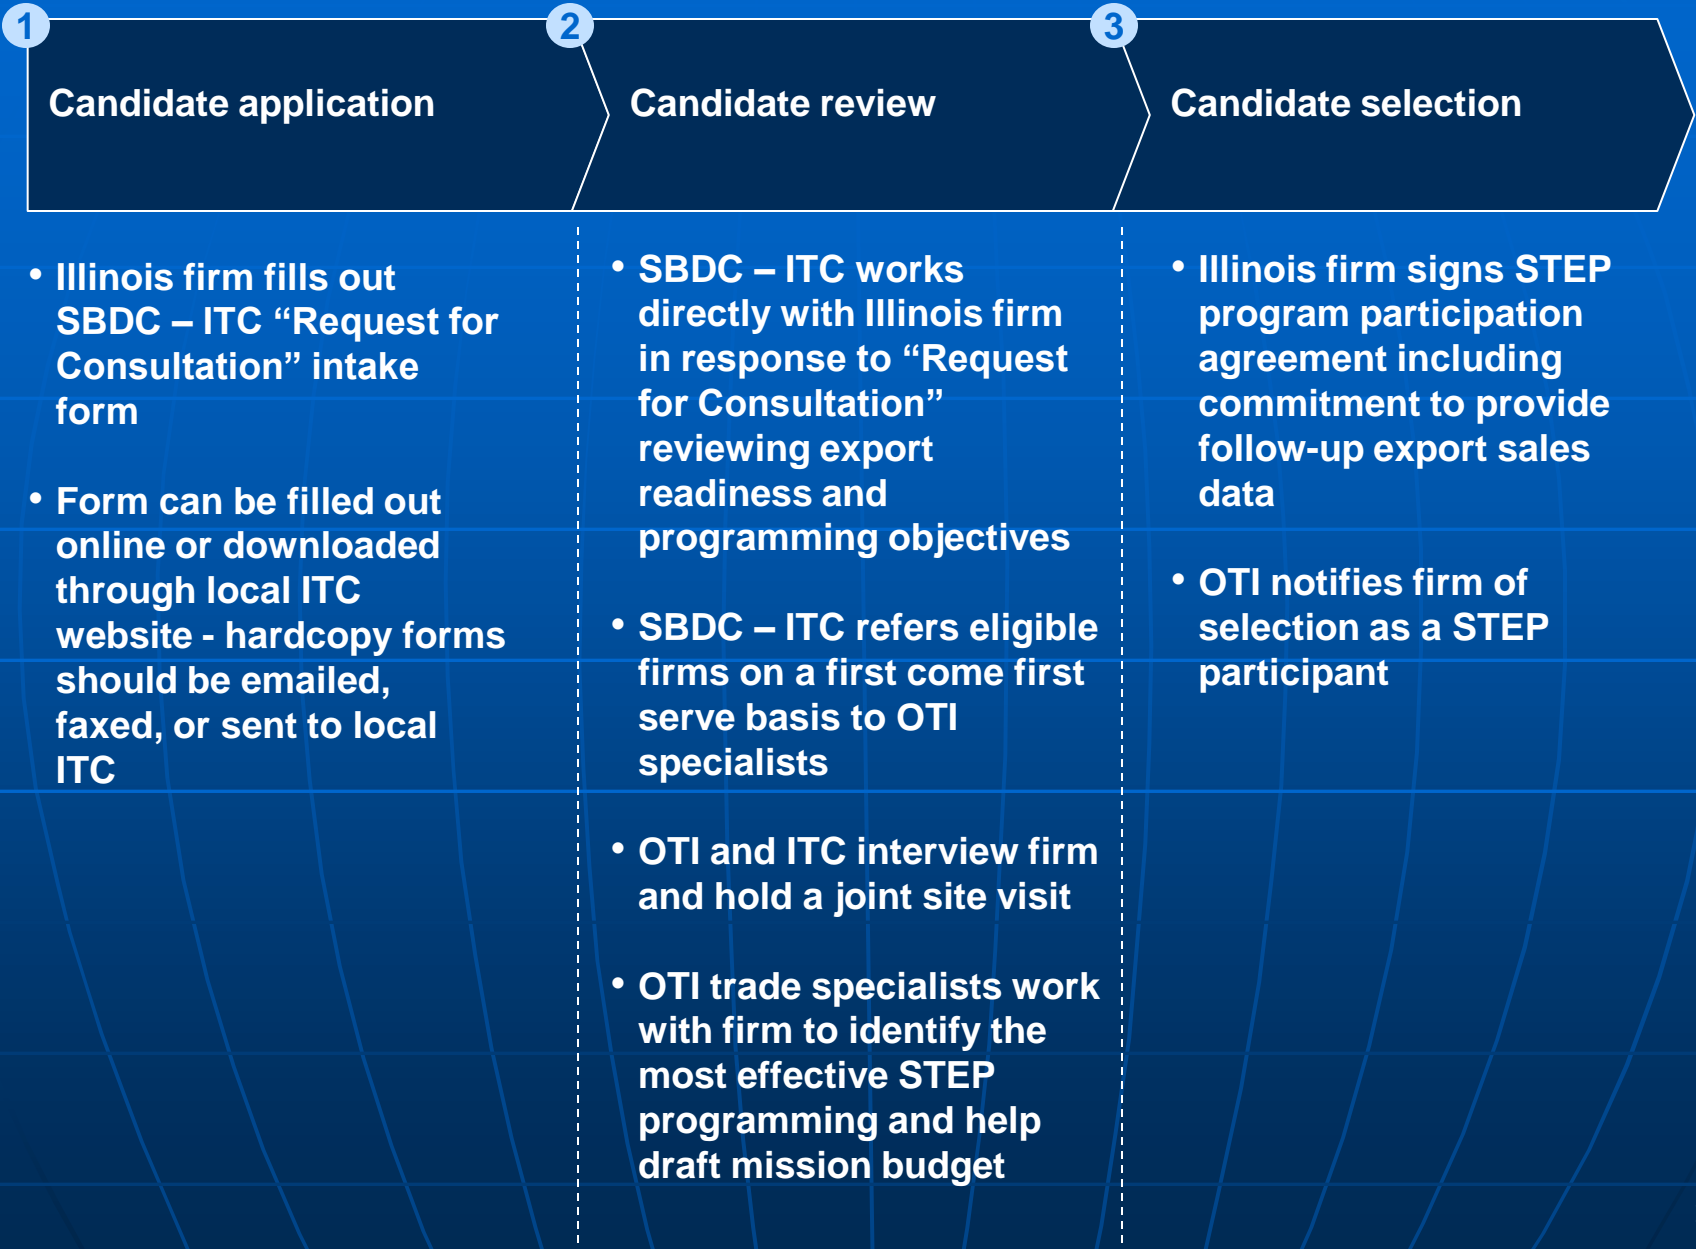 1
Candidate application
2
Candidate review
3
Candidate selection
• Illinois firm fills out
SBDC – ITC “Request for
Consultation” intake
form
• Form can be filled out
online or downloaded
through local ITC
website - hardcopy forms
should be emailed,
faxed, or sent to local
ITC
• SBDC – ITC works
directly with Illinois firm
in response to “Request
for Consultation”
reviewing export
readiness and
programming objectives
• SBDC – ITC refers eligible
firms on a first come first
serve basis to OTI
specialists
• OTI and ITC interview firm
and hold a joint site visit
• OTI trade specialists work
with firm to identify the
most effective STEP
programming and help
draft mission budget
• Illinois firm signs STEP
program participation
agreement including
commitment to provide
follow-up export sales
data
• OTI notifies firm of
selection as a STEP
participant